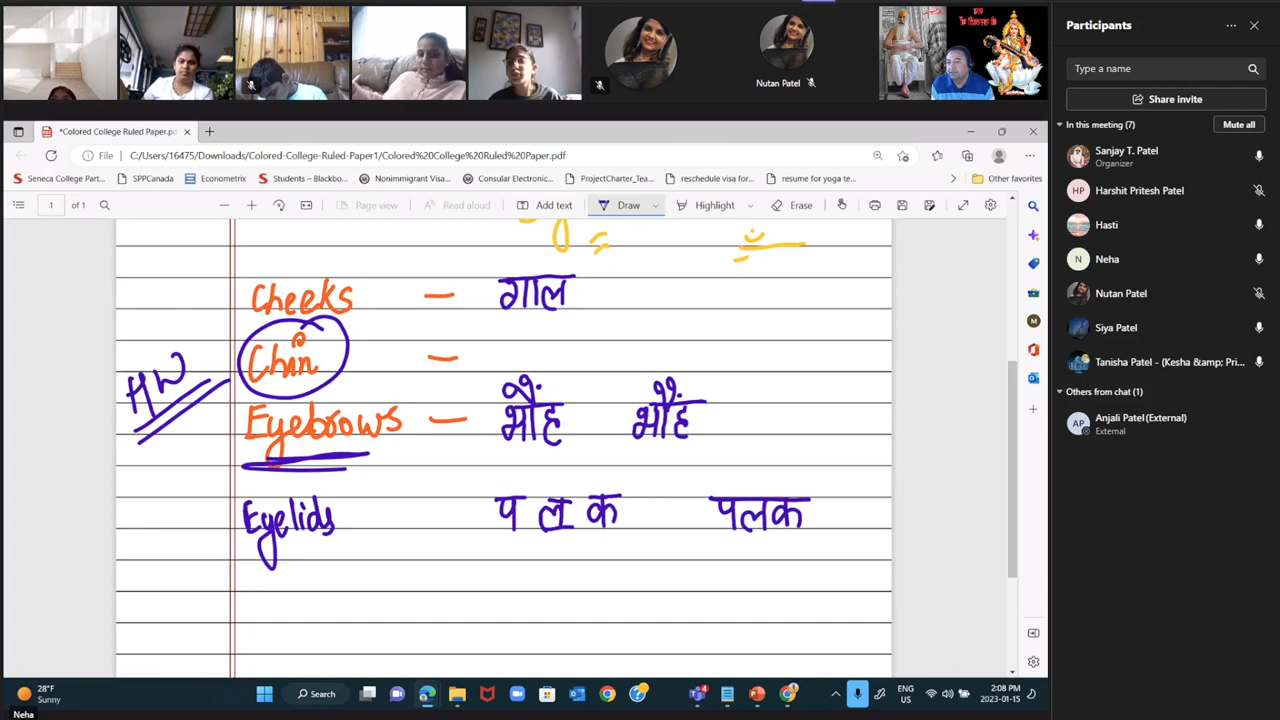 Participants
Type a name
Share invite
In this meeting (7)
Mute all
Sanjay T. Patel
Organizer
Harshit Pritesh Patel
Hasti
Neha
Nutan Patel
Siya Patel
Tanisha Patel - (Kesha &amp; Pri...
Others from chat (1)
Anjali Patel(External)
External
Nutan Patel
*Colored College Ruled Paper.pd
File C:/Users/16475/Downloads/Colored-College-Ruled-Paper1/Colored%20College%20Ruled%20Paper.pdf
Seneca College Part... SPPCanada Econometrix Students – Blackbo... Nonimmigrant Visa... Consular Electronic... ProjectCharter_Tea... reschedule visa for... resume for yoga te... Other favorites
1 of 1 Page view Read aloud Add text Draw Highlight Erase
Cheeks – गाल
Chin –
HW
Eyebrows – भौंह भौंह
Eyelids प ल क पलक
28°F
Sunny
Search
ENG
US
2:08 PM
2023-01-15
Neha